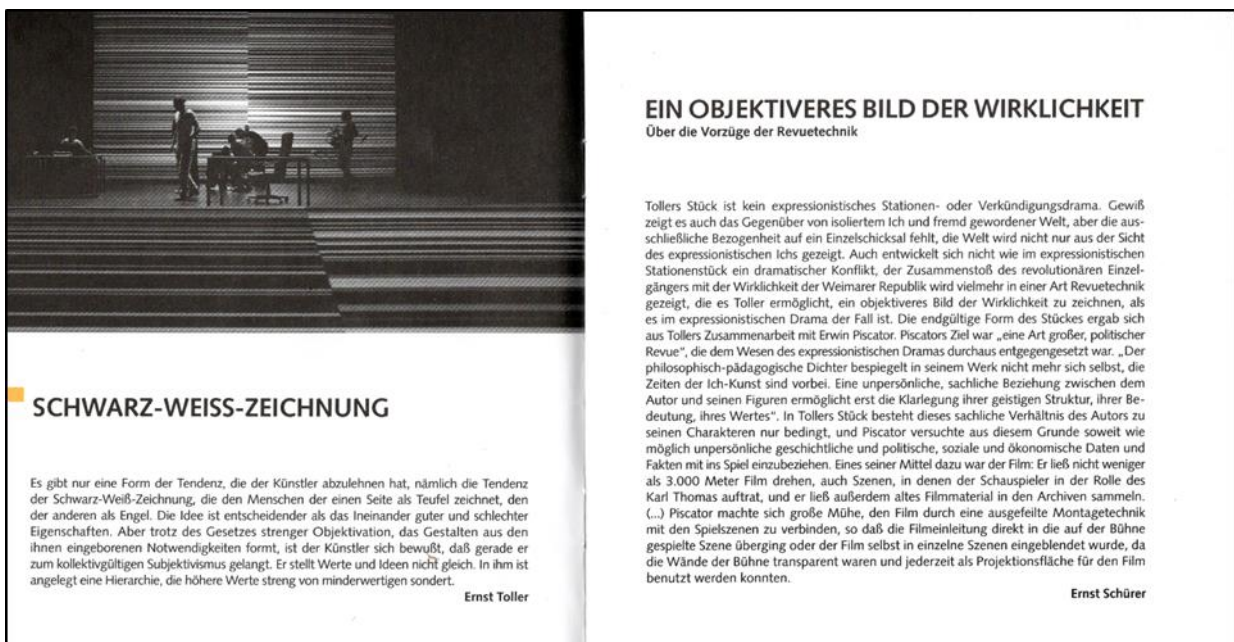 SCHWARZ-WEISS-ZEICHNUNG
Es gibt nur eine Form der Tendenz, die der Künstler abzulehnen hat, nämlich die Tendenz
der Schwarz-Weiß-Zeichnung, die den Menschen der einen Seite als Teufel zeichnet, den
der anderen als Engel. Die Idee ist entscheidender als das Ineinander guter und schlechter
Eigenschaften. Aber trotz des Gesetzes strenger Objektivation, das Gestalten aus den
ihnen eingeborenen Notwendigkeiten formt, ist der Künstler sich bewußt, daß gerade er
zum kollektivgültigen Subjektivismus gelangt. Er stellt Werte und Ideen nicht gleich. In ihm ist
angelegt eine Hierarchie, die höhere Werte streng von minderwertigen sondert.
Ernst Toller
EIN OBJEKTIVERES BILD DER WIRKLICHKEIT
Über die Vorzüge der Revuetechnik
Tollers Stück ist kein expressionistisches Stationen- oder Verkündigungsdrama. Gewiß
zeigt es auch das Gegenüber von isoliertem Ich und fremd gewordener Welt, aber die aus-
schließliche Bezogenheit auf ein Einzelschicksal fehlt, die Welt wird nicht nur aus der Sicht
des expressionistischen Ichs gezeigt. Auch entwickelt sich nicht wie im expressionistischen
Stationenstück ein dramatischer Konflikt, der Zusammenstoß des revolutionären Einzel-
gängers mit der Wirklichkeit der Weimarer Republik wird vielmehr in einer Art Revuetechnik
gezeigt, die es Toller ermöglicht, ein objektiveres Bild der Wirklichkeit zu zeichnen, als
es im expressionistischen Drama der Fall ist. Die endgültige Form des Stückes ergab sich
aus Tollers Zusammenarbeit mit Erwin Piscator. Piscators Ziel war „eine Art großer, politischer
Revue“, die dem Wesen des expressionistischen Dramas durchaus entgegengesetzt war. „Der
philosophisch-pädagogische Dichter bespiegelt in seinem Werk nicht mehr sich selbst, die
Zeiten der Ich-Kunst sind vorbei. Eine unpersönliche, sachliche Beziehung zwischen dem
Autor und seinen Figuren ermöglicht erst die Klarlegung ihrer geistigen Struktur, ihrer Be-
deutung, ihres Wertes“. In Tollers Stück besteht dieses sachliche Verhältnis des Autors zu
seinen Charakteren nur bedingt, und Piscator versuchte aus diesem Grunde soweit wie
möglich unpersönliche geschichtliche und politische, soziale und ökonomische Daten und
Fakten mit ins Spiel einzubeziehen. Eines seiner Mittel dazu war der Film: Er ließ nicht weniger
als 3.000 Meter Film drehen, auch Szenen, in denen der Schauspieler in der Rolle des
Karl Thomas auftrat, und er ließ außerdem altes Filmmaterial in den Archiven sammeln.
(...) Piscator machte sich große Mühe, den Film durch eine ausgefeilte Montagetechnik
mit den Spielszenen zu verbinden, so daß die Filmeinleitung direkt in die auf der Bühne
gespielte Szene überging oder der Film selbst in einzelne Szenen eingeblendet wurde, da
die Wände der Bühne transparent waren und jederzeit als Projektionsfläche für den Film
benutzt werden konnten.
Ernst Schürer